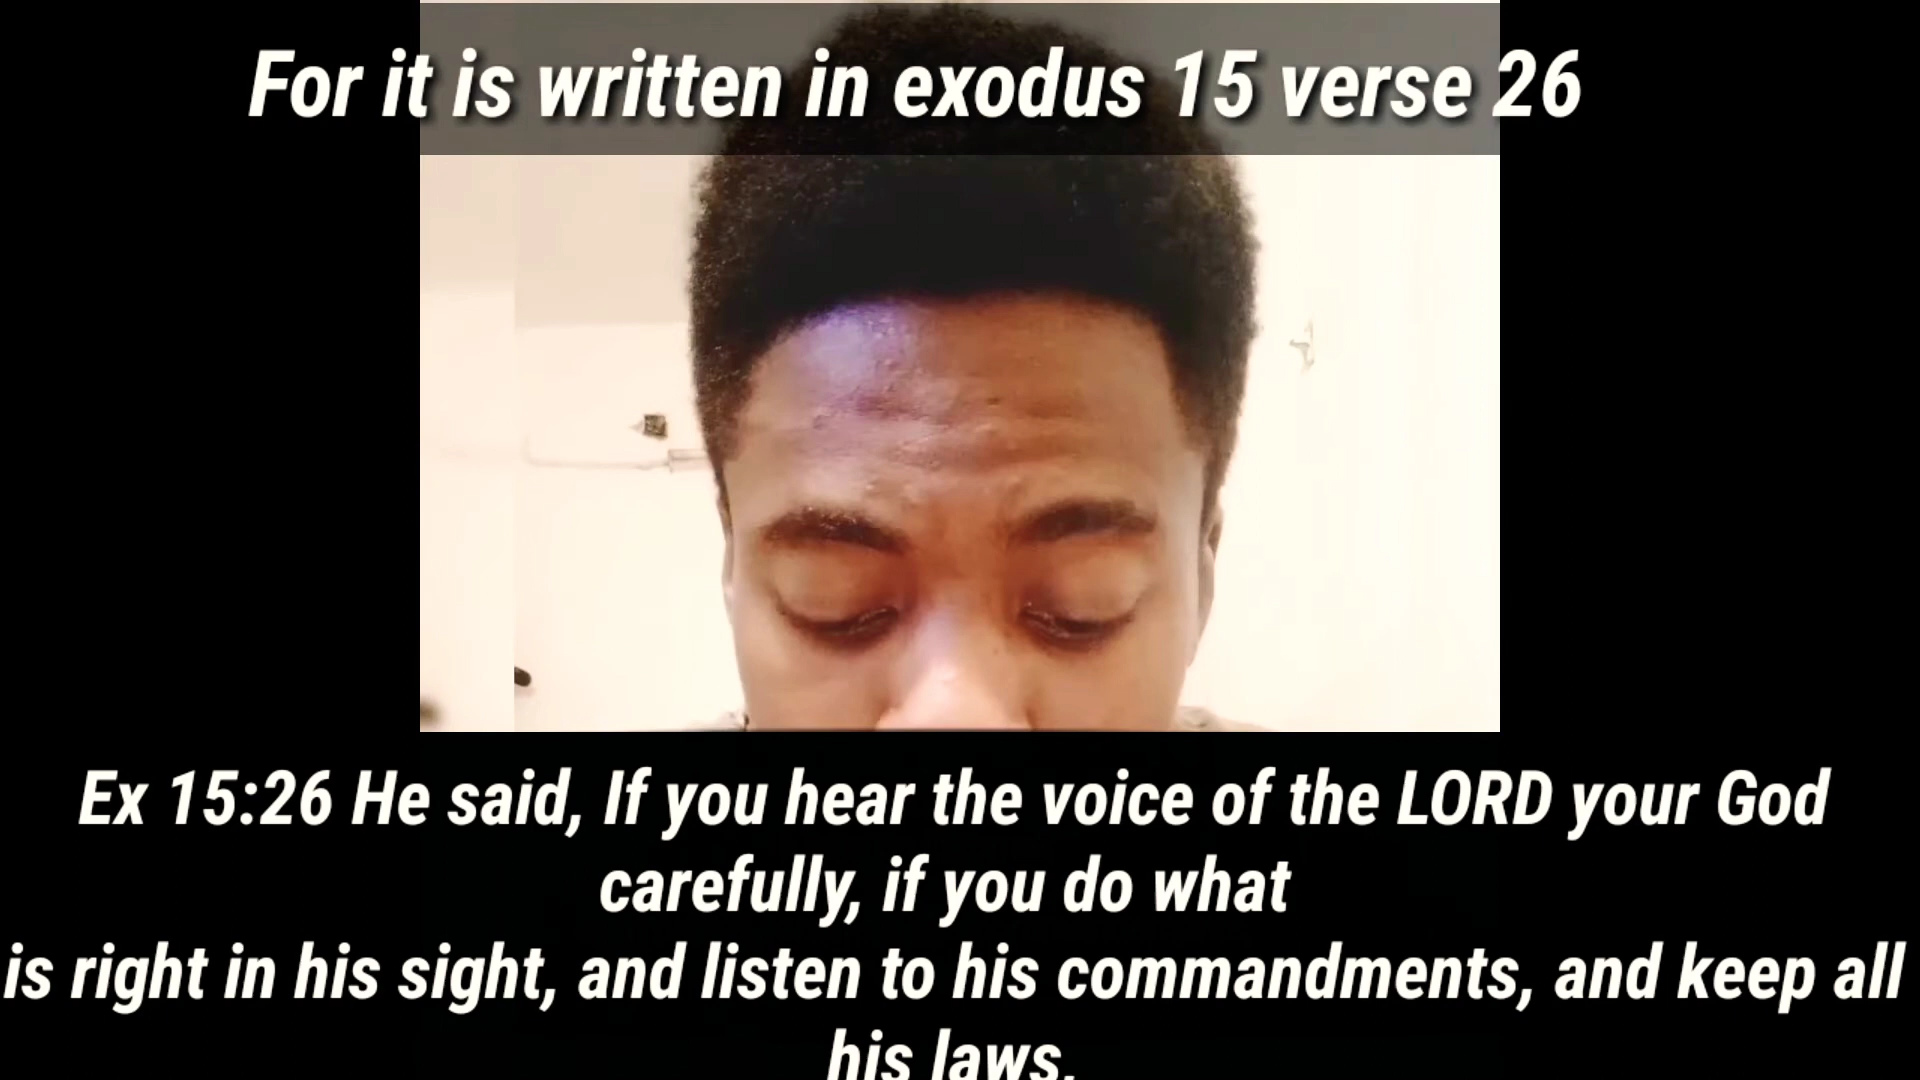 For it is written in exodus 15 verse 26
Ex 15:26 He said, If you hear the voice of the LORD your God
carefully, if you do what
is right in his sight, and listen to his commandments, and keep all
his laws,